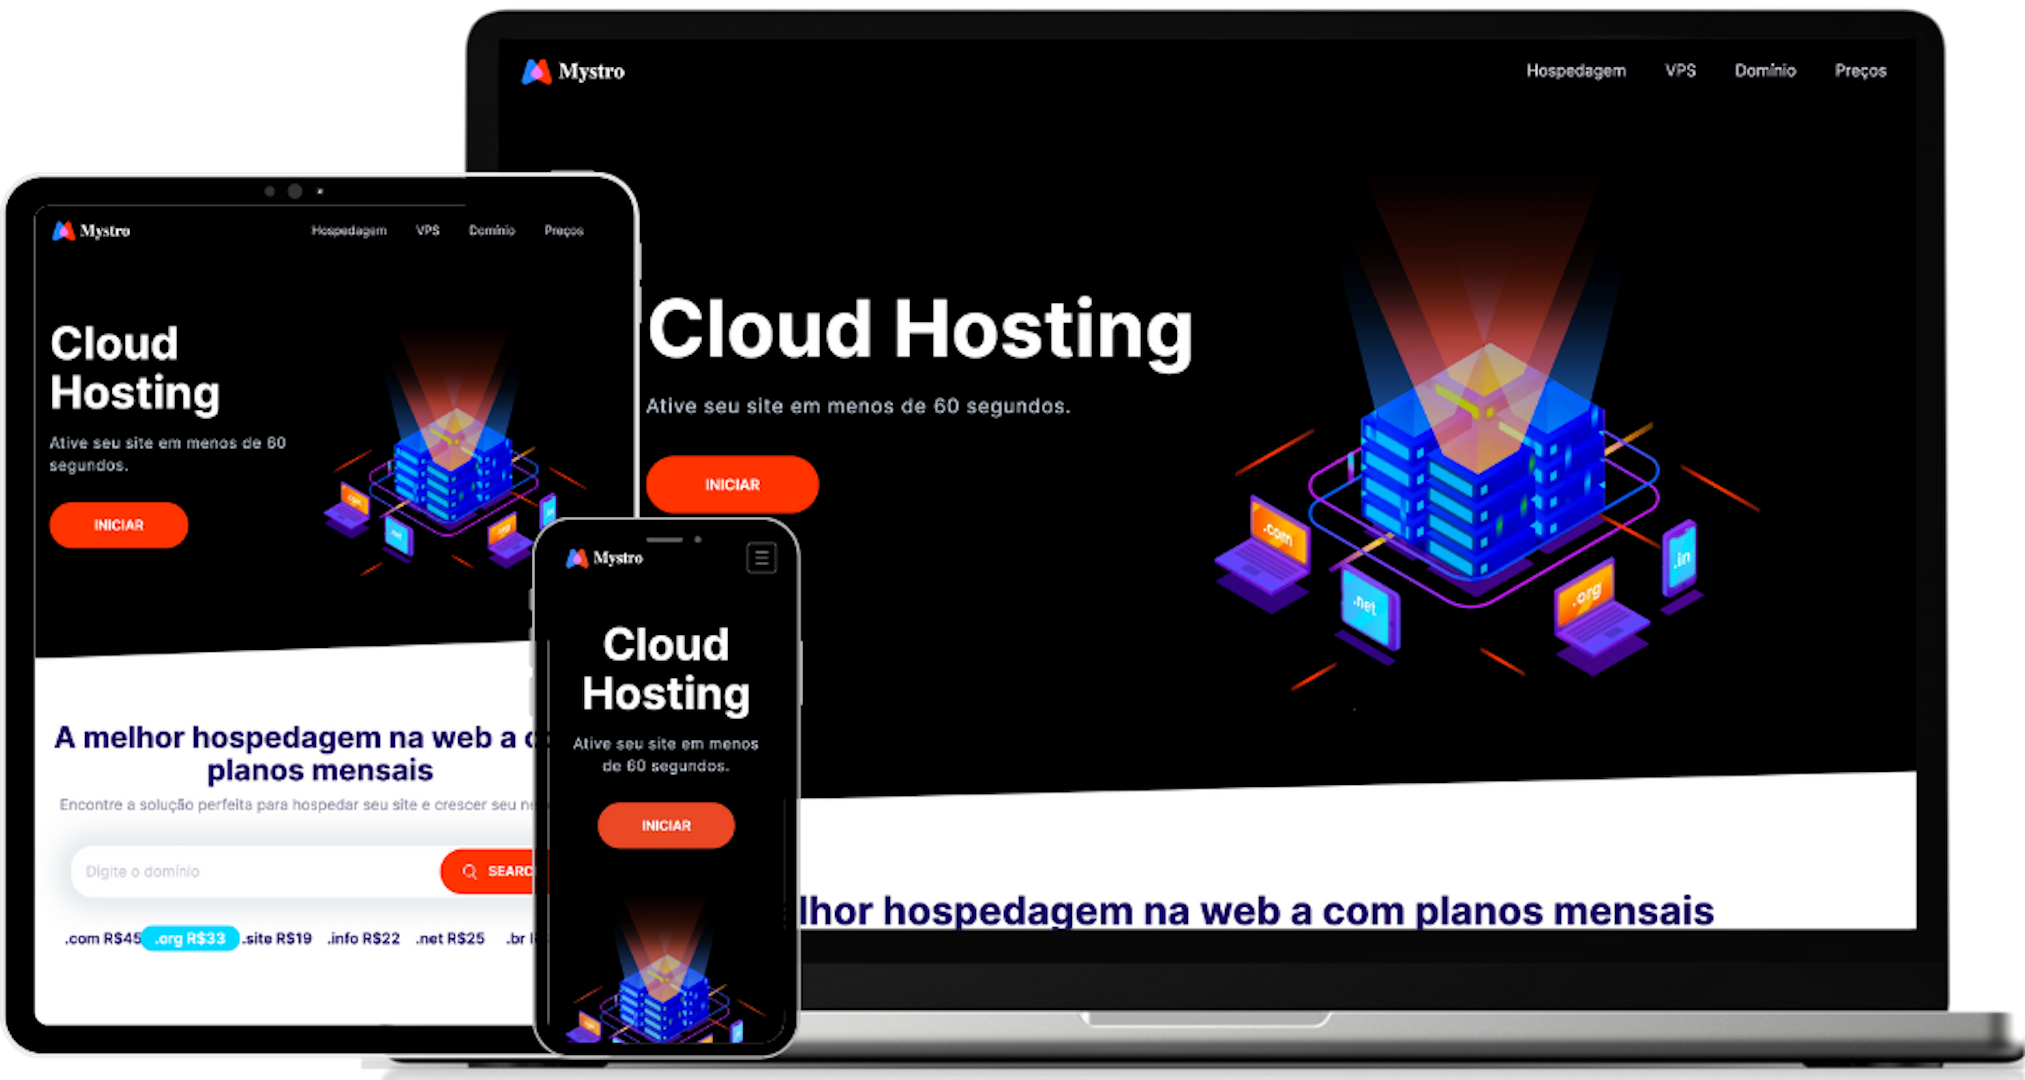 Mystro
Hospedagem VPS Domínio Preços
Cloud Hosting
Ative seu site em menos de 60 segundos.
INICIAR
.com
.net
.org
.in
lhor hospedagem na web a com planos mensais
Mystro
Hospedagem VPS Domínio Preços
Cloud
Hosting
Ative seu site em menos de 60
segundos.
INICIAR
.com
.net
.org
.in
A melhor hospedagem na web a c
planos mensais
Encontre a solução perfeita para hospedar seu site e crescer seu n
Digite o domínio
SEARC
.com R$45 .org R$33 .site R$19 .info R$22 .net R$25 .br
Mystro
Cloud
Hosting
Ative seu site em menos
de 60 segundos.
INICIAR